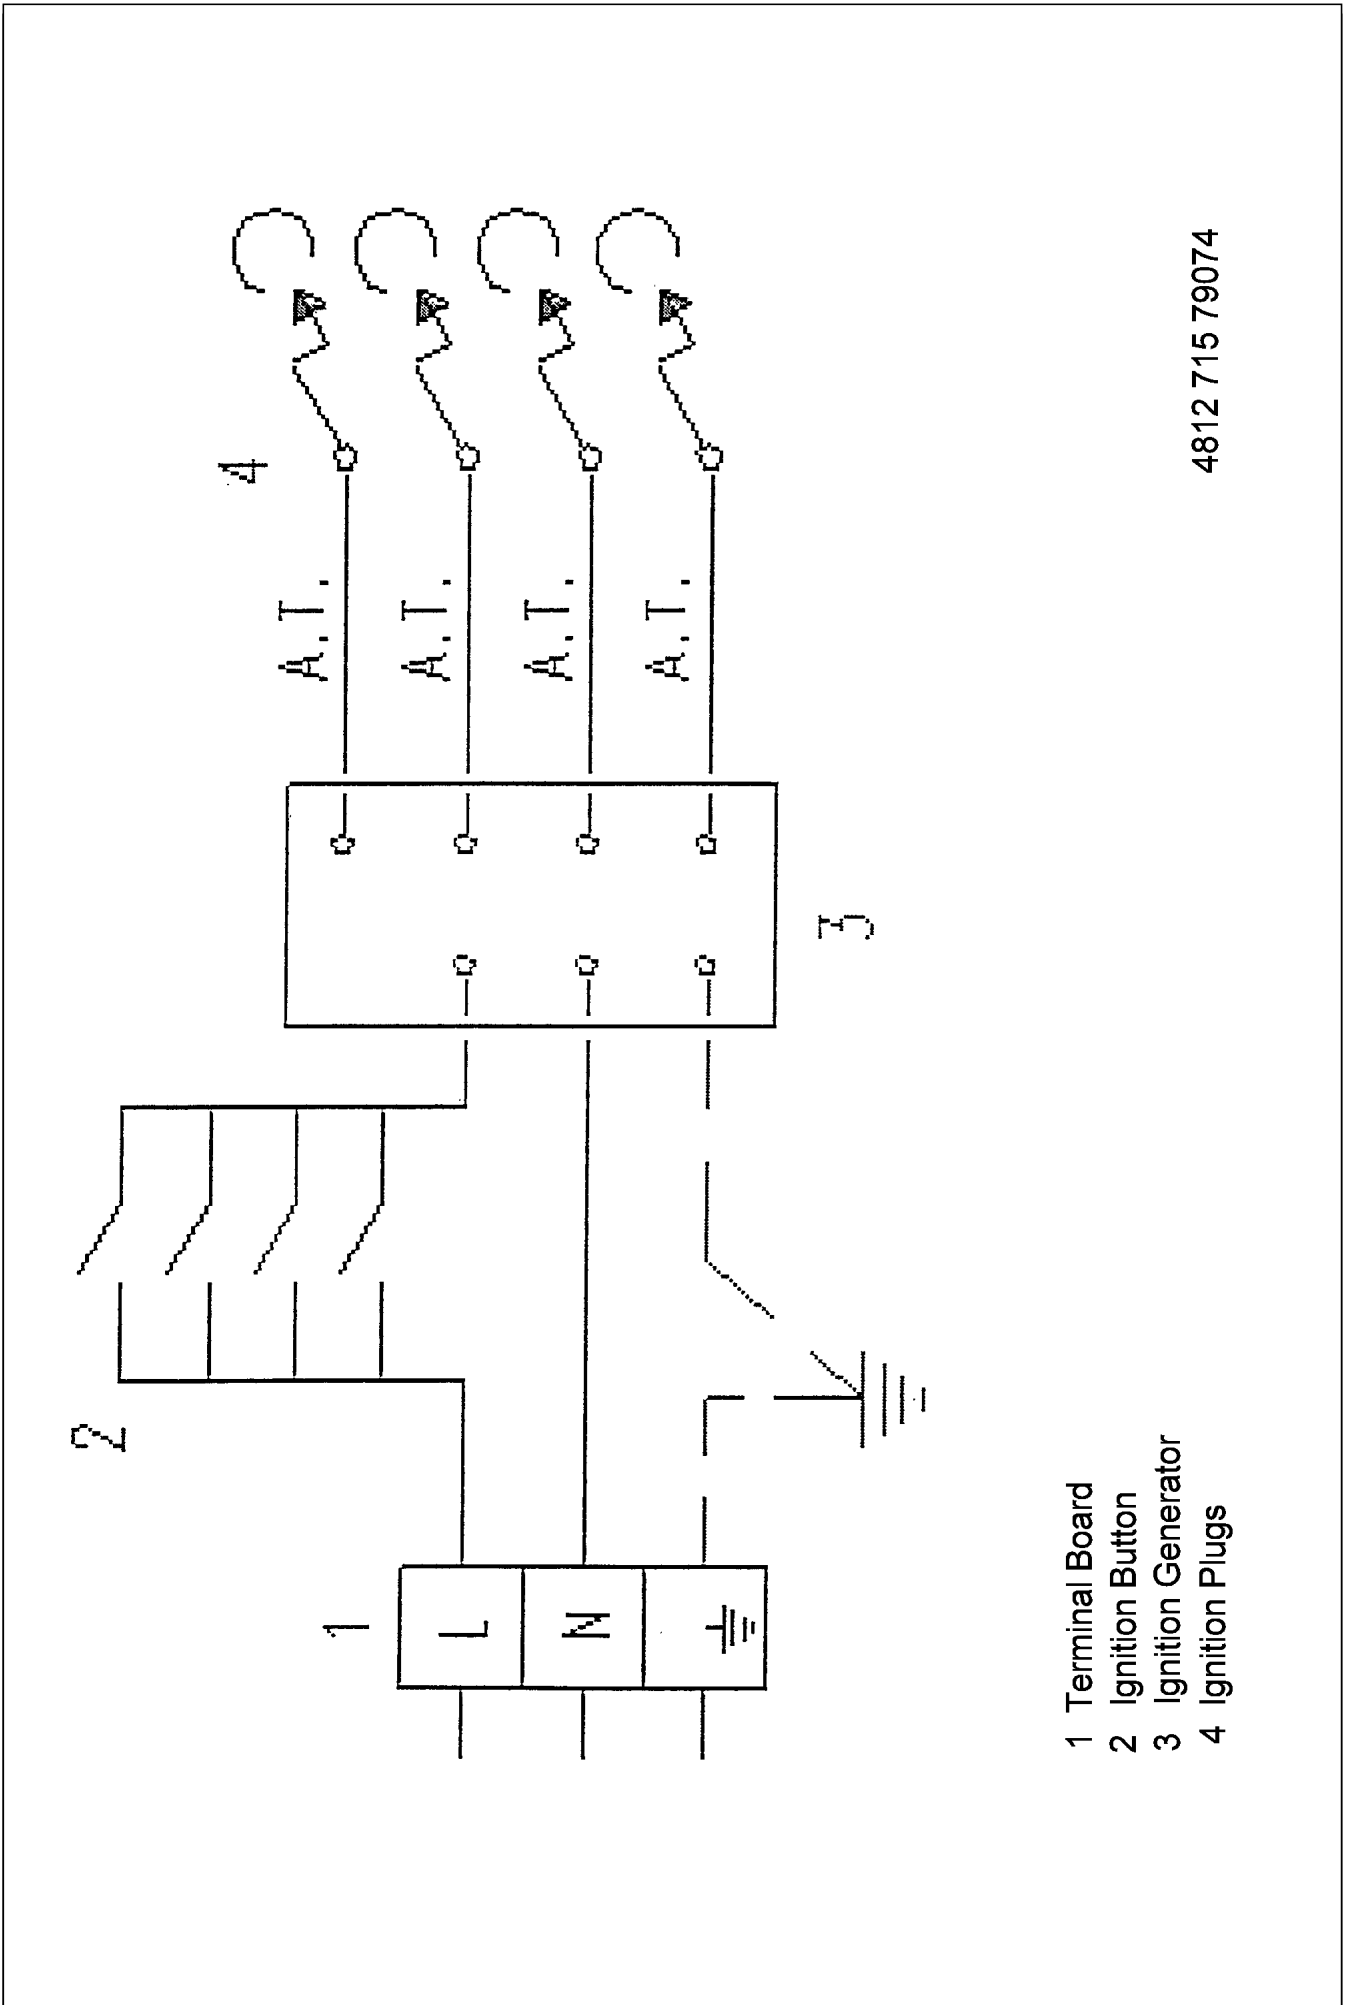 4
A.T.
A.T.
A.T.
A.T.
3
2
1
L
N
1 Terminal Board
2 Ignition Button
3 Ignition Generator
4 Ignition Plugs
4812 715 79074